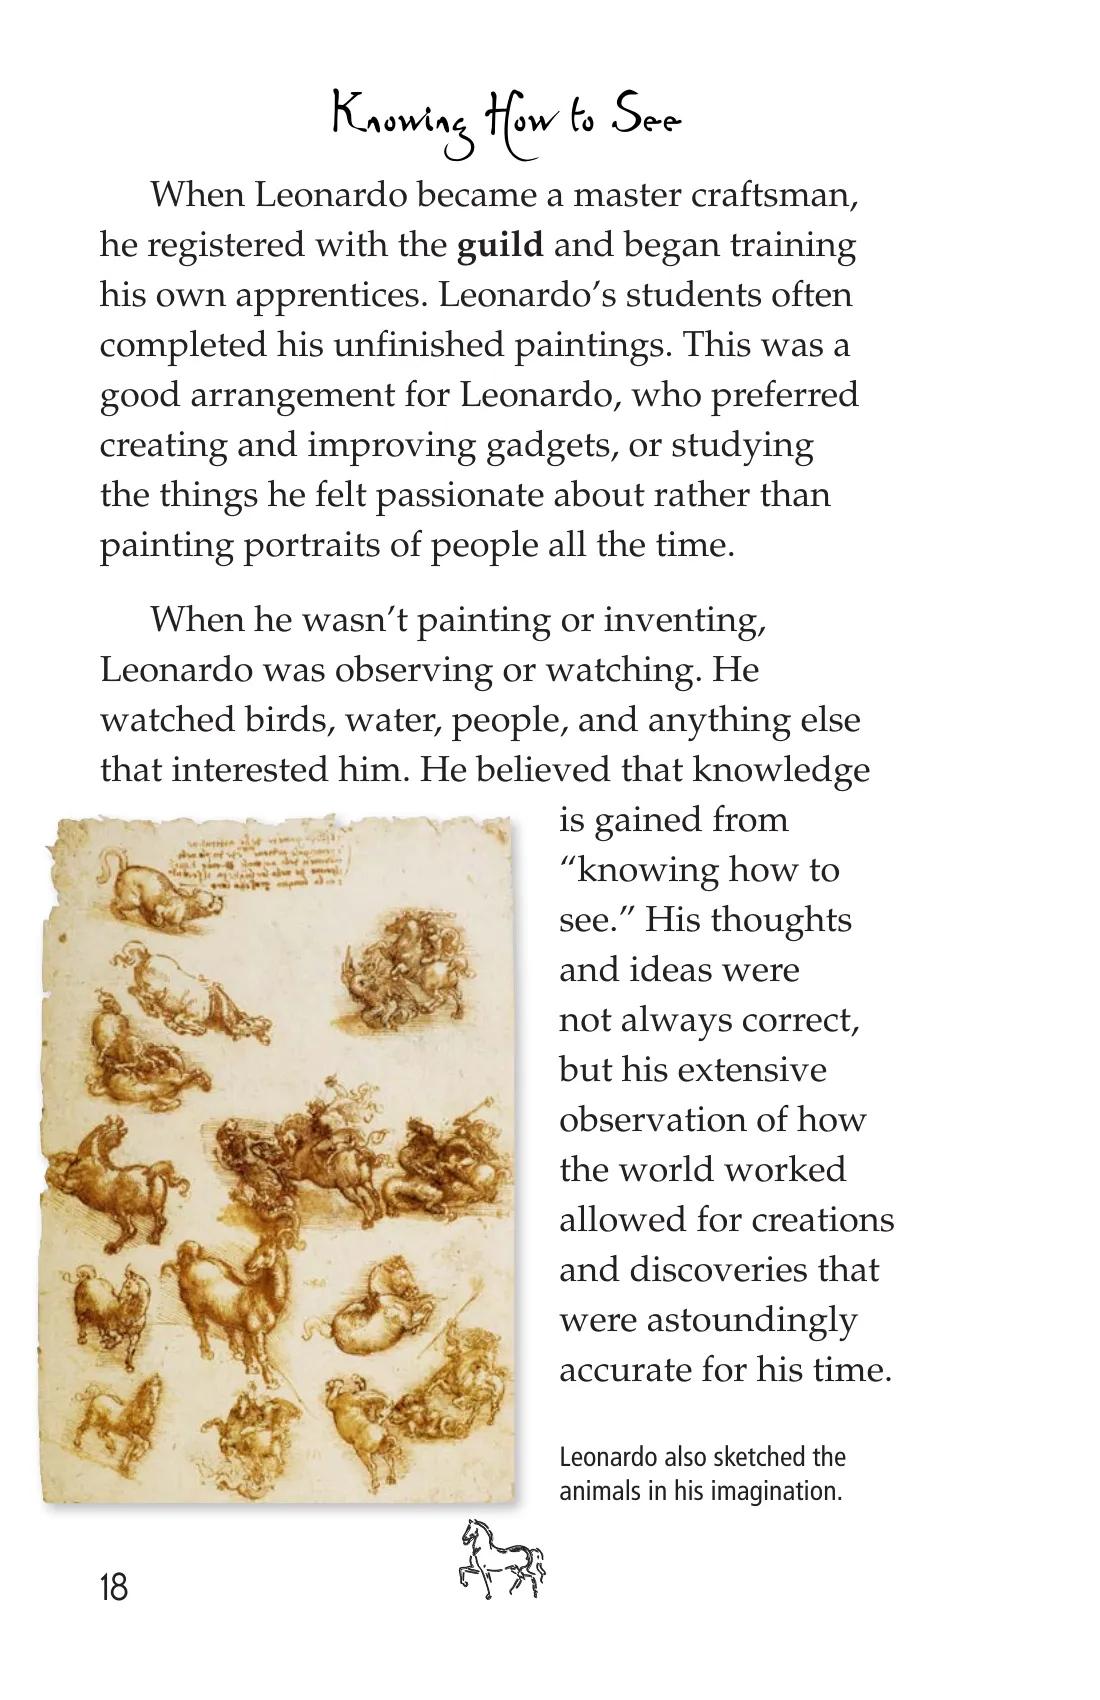 Knowing How to See
When Leonardo became a master craftsman,
he registered with the guild and began training
his own apprentices. Leonardo’s students often
completed his unfinished paintings. This was a
good arrangement for Leonardo, who preferred
creating and improving gadgets, or studying
the things he felt passionate about rather than
painting portraits of people all the time.
When he wasn’t painting or inventing,
Leonardo was observing or watching. He
watched birds, water, people, and anything else
that interested him. He believed that knowledge
is gained from
“knowing how to
see.” His thoughts
and ideas were
not always correct,
but his extensive
observation of how
the world worked
allowed for creations
and discoveries that
were astoundingly
accurate for his time.
Leonardo also sketched the
animals in his imagination.
18